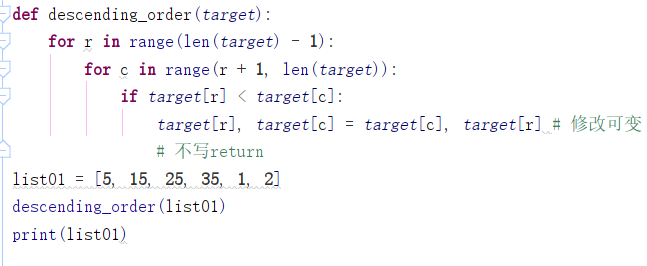 def descending_order(target):
    for r in range(len(target) - 1):
        for c in range(r + 1, len(target)):
            if target[r] < target[c]:
                target[r], target[c] = target[c], target[r] # 修改可变
                # 不写return
list01 = [5, 15, 25, 35, 1, 2]
descending_order(list01)
print(list01)